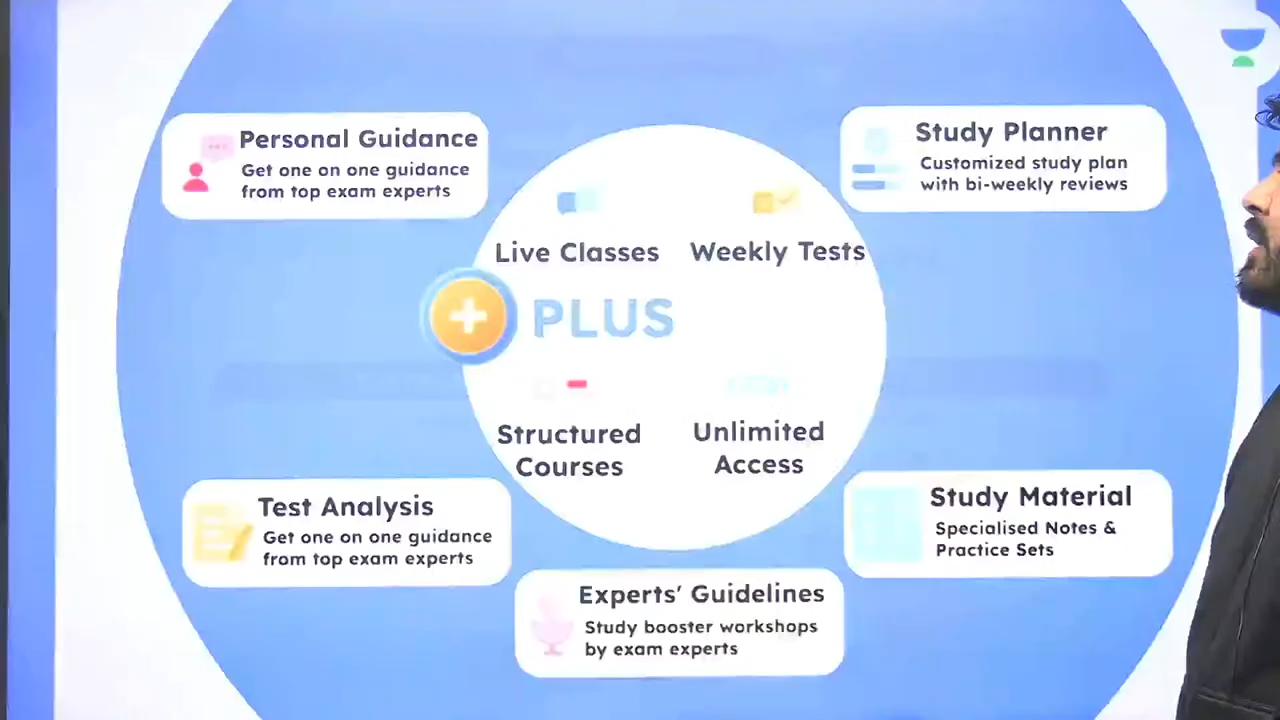 Personal Guidance
Get one on one guidance
from top exam experts
Study Planner
Customized study plan
with bi-weekly reviews
Live Classes
Weekly Tests
PLUS
Structured
Courses
Unlimited
Access
Test Analysis
Get one on one guidance
from top exam experts
Study Material
Specialised Notes &
Practice Sets
Experts' Guidelines
Study booster workshops
by exam experts